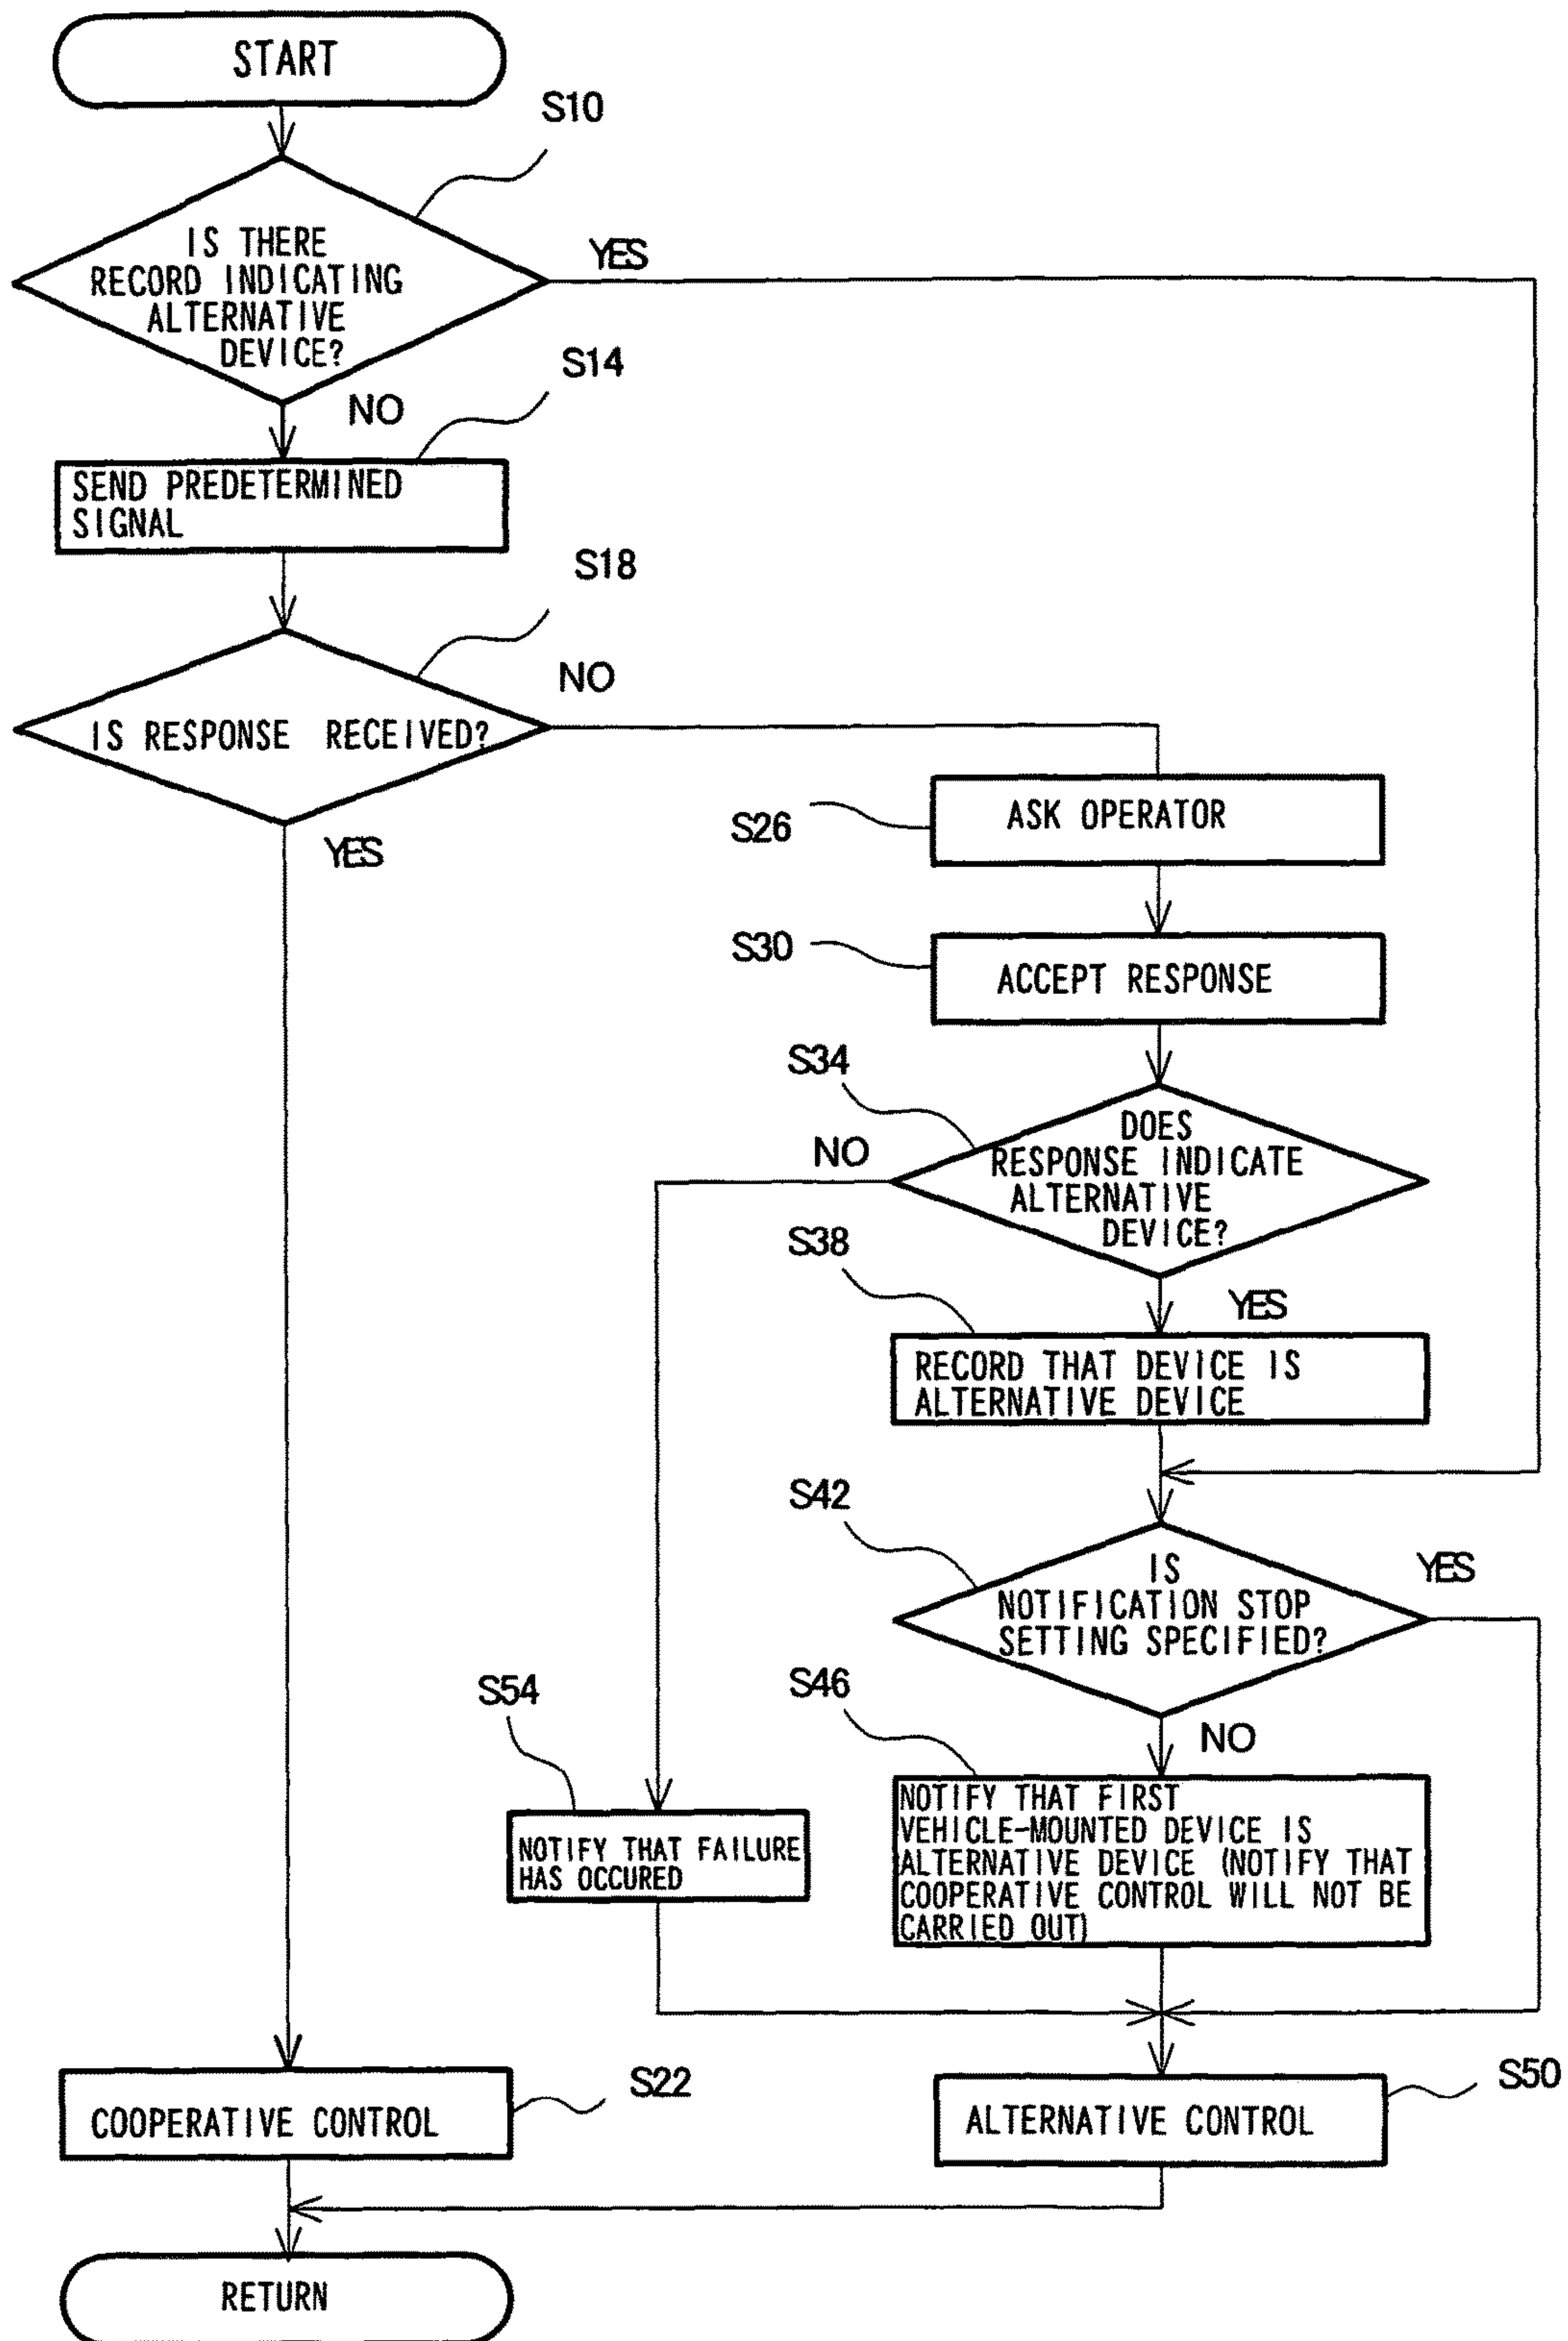 START
S10
IS THERE
RECORD INDICATING
ALTERNATIVE
DEVICE?
YES
NO
S14
SEND PREDETERMINED
SIGNAL
S18
IS RESPONSE RECEIVED?
NO
YES
S26
ASK OPERATOR
S30
ACCEPT RESPONSE
S34
DOES
RESPONSE INDICATE
ALTERNATIVE
DEVICE?
NO
YES
S38
RECORD THAT DEVICE IS
ALTERNATIVE DEVICE
S42
IS
NOTIFICATION STOP
SETTING SPECIFIED?
YES
NO
S54
NOTIFY THAT FAILURE
HAS OCCURED
S46
NOTIFY THAT FIRST
VEHICLE-MOUNTED DEVICE IS
ALTERNATIVE DEVICE (NOTIFY THAT
COOPERATIVE CONTROL WILL NOT BE
CARRIED OUT)
S22
COOPERATIVE CONTROL
S50
ALTERNATIVE CONTROL
RETURN